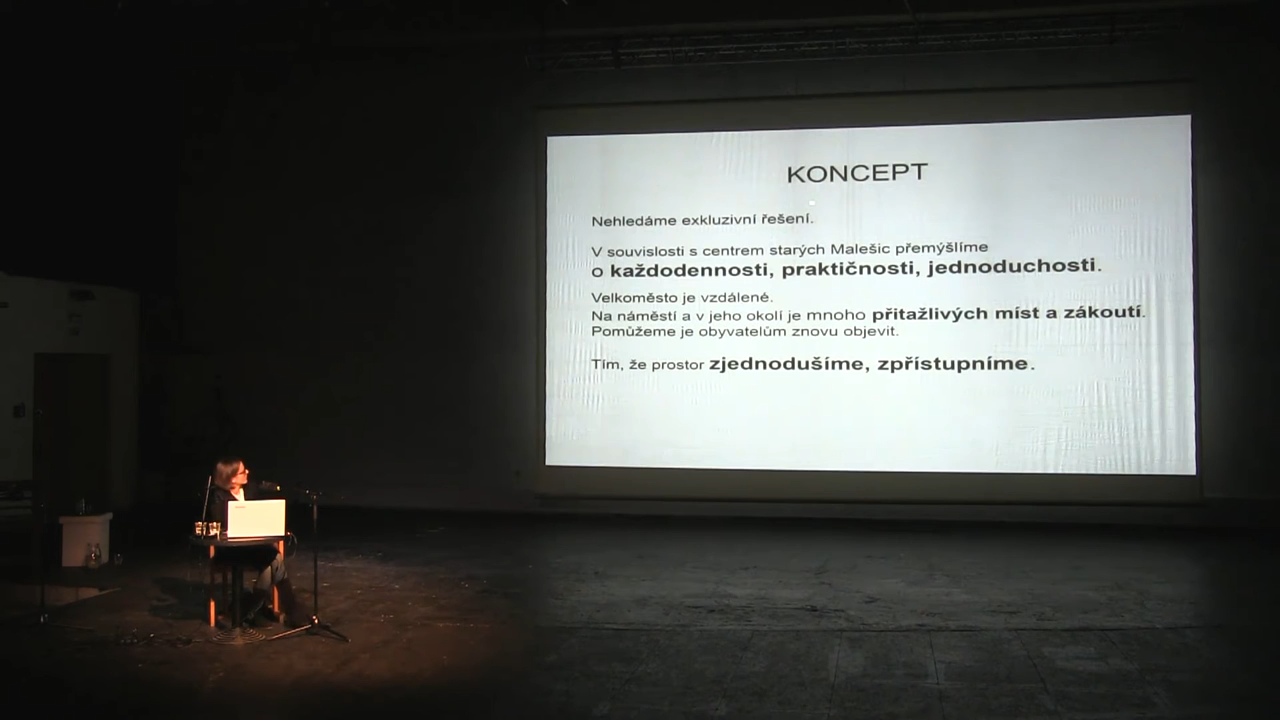 KONCEPT
Nehledáme exkluzivní řešení.
V souvislosti s centrem starých Malešic přemýšlíme
o každodennosti, praktičnosti, jednoduchosti.
Velkoměsto je vzdálené.
Na náměstí a v jeho okolí je mnoho přitažlivých míst a zákoutí.
Pomůžeme je obyvatelům znovu objevit.
Tím, že prostor zjednodušíme, zpřístupníme.